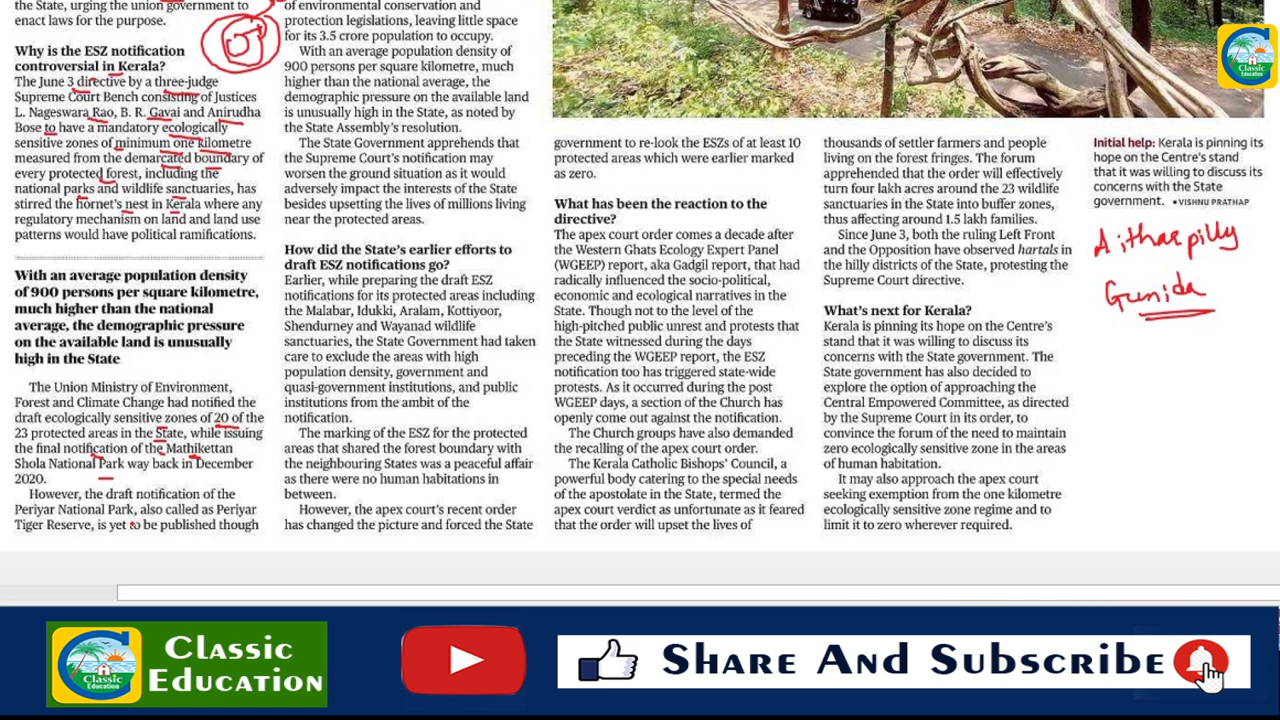 the State, urging the union government to
enact laws for the purpose.
Why is the ESZ notification
controversial in Kerala?
The June 3 directive by a three-judge
Supreme Court Bench consisting of Justices
L. Nageswara Rao, B. R. Gavai and Anirudha
Bose to have a mandatory ecologically
sensitive zones of minimum one kilometre
measured from the demarcated boundary of
every protected forest, including the
national parks and wildlife sanctuaries, has
stirred the hornet's nest in Kerala where any
regulatory mechanism on land and land use
patterns would have political ramifications.
With an average population density
of 900 persons per square kilometre,
much higher than the national
average, the demographic pressure
on the available land is unusually
high in the State
The Union Ministry of Environment,
Forest and Climate Change had notified the
draft ecologically sensitive zones of 20 of the
23 protected areas in the State, while issuing
the final notification of the Mathikettan
Shola National Park way back in December
2020.
However, the draft notification of the
Periyar National Park, also called as Periyar
Tiger Reserve, is yet to be published though
of environmental conservation and
protection legislations, leaving little space
for its 3.5 crore population to occupy.
With an average population density of
900 persons per square kilometre, much
higher than the national average, the
demographic pressure on the available land
is unusually high in the State, as noted by
the State Assembly's resolution.
The State Government apprehends that
the Supreme Court's notification may
worsen the ground situation as it would
adversely impact the interests of the State
besides upsetting the lives of millions living
near the protected areas.
How did the State's earlier efforts to
draft ESZ notifications go?
Earlier, while preparing the draft ESZ
notifications for its protected areas including
the Malabar, Idukki, Aralam, Kottiyoor,
Shendurney and Wayanad wildlife
sanctuaries, the State Government had taken
care to exclude the areas with high
population density, government and
quasi-government institutions, and public
institutions from the ambit of the
notification.
The marking of the ESZ for the protected
areas that shared the forest boundary with
the neighbouring States was a peaceful affair
as there were no human habitations in
between.
However, the apex court's recent order
has changed the picture and forced the State
government to re-look the ESZs of at least 10
protected areas which were earlier marked
as zero.
What has been the reaction to the
directive?
The apex court order comes a decade after
the Western Ghats Ecology Expert Panel
(WGEEP) report, aka Gadgil report, that had
radically influenced the socio-political,
economic and ecological narratives in the
State. Though not to the level of the
high-pitched public unrest and protests that
the State witnessed during the days
preceding the WGEEP report, the ESZ
notification too has triggered state-wide
protests. As it occurred during the post
WGEEP days, a section of the Church has
openly come out against the notification.
The Church groups have also demanded
the recalling of the apex court order.
The Kerala Catholic Bishops' Council, a
powerful body catering to the special needs
of the apostolate in the State, termed the
apex court verdict as unfortunate as it feared
that the order will upset the lives of
thousands of settler farmers and people
living on the forest fringes. The forum
apprehended that the order will effectively
turn four lakh acres around the 23 wildlife
sanctuaries in the State into buffer zones,
thus affecting around 1.5 lakh families.
Since June 3, both the ruling Left Front
and the Opposition have observed hartals in
the hilly districts of the State, protesting the
Supreme Court directive.
What's next for Kerala?
Kerala is pinning its hope on the Centre's
stand that it was willing to discuss its
concerns with the State government. The
State government has also decided to
explore the option of approaching the
Central Empowered Committee, as directed
by the Supreme Court in its order, to
convince the forum of the need to maintain
zero ecologically sensitive zone in the areas
of human habitation.
It may also approach the apex court
seeking exemption from the one kilometre
ecologically sensitive zone regime and to
limit it to zero wherever required.
Initial help: Kerala is pinning its
hope on the Centre's stand
that it was willing to discuss its
concerns with the State
government. • VISHNU PRATHAP
Classic
Education
Classic
Education
Classic
Education
Share And Subscribe